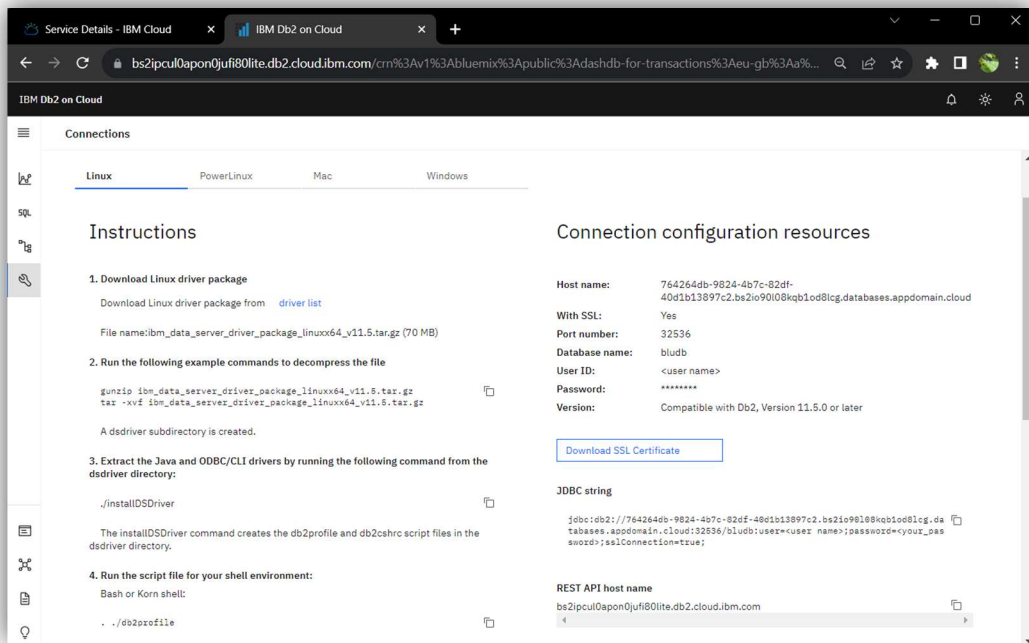 Service Details - IBM Cloud
IBM Db2 on Cloud
bs2ipcul0apon0jufi80lite.db2.cloud.ibm.com/crn%3Av1%3Abluemix%3Apublic%3Adashdb-for-transactions%3Aeu-gb%3Aa%...
IBM Db2 on Cloud
Connections
Linux PowerLinux Mac Windows
SQL
Instructions
1. Download Linux driver package
Download Linux driver package from driver list
File name:ibm_data_server_driver_package_linuxx64_v11.5.tar.gz (70 MB)
2. Run the following example commands to decompress the file
gunzip ibm_data_server_driver_package_linuxx64_v11.5.tar.gz
tar -xvf ibm_data_server_driver_package_linuxx64_v11.5.tar.gz
A dsdriver subdirectory is created.
3. Extract the Java and ODBC/CLI drivers by running the following command from the
dsdriver directory:
./installDSDriver
The installDSDriver command creates the db2profile and db2cshrc script files in the
dsdriver directory.
4. Run the script file for your shell environment:
Bash or Korn shell:
. ./db2profile
Connection configuration resources
Host name: 764264db-9824-4b7c-82df-
40d1b13897c2.bs2io90l08kqb1od8lcg.databases.appdomain.cloud
With SSL: Yes
Port number: 32536
Database name: bludb
User ID: <user name>
Password: ********
Version: Compatible with Db2, Version 11.5.0 or later
Download SSL Certificate
JDBC string
jdbc:db2://764264db-9824-4b7c-82df-40d1b13897c2.bs2io90l08kqb1od8lcg.da
tabases.appdomain.cloud:32536/bludb:user=<user name>;password=<your_pas
sword>;sslConnection=true;
REST API host name
bs2ipcul0apon0jufi80lite.db2.cloud.ibm.com